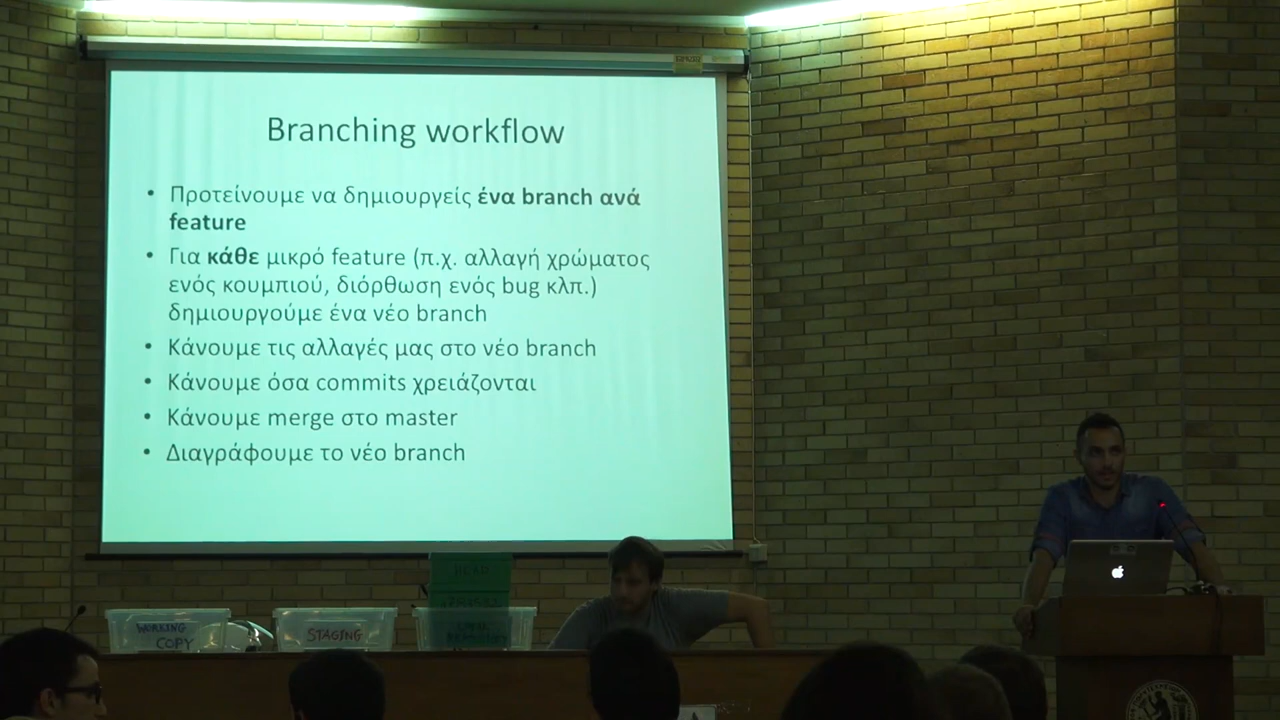 Branching workflow
• Προτείνουμε να δημιουργείς ένα branch ανά
feature
• Για κάθε μικρό feature (π.χ. αλλαγή χρώματος
ενός κουμπιού, διόρθωση ενός bug κλπ.)
δημιουργούμε ένα νέο branch
• Κάνουμε τις αλλαγές μας στο νέο branch
• Κάνουμε όσα commits χρειάζονται
• Κάνουμε merge στο master
• Διαγράφουμε το νέο branch
HEAD
WORKING
COPY
STAGING